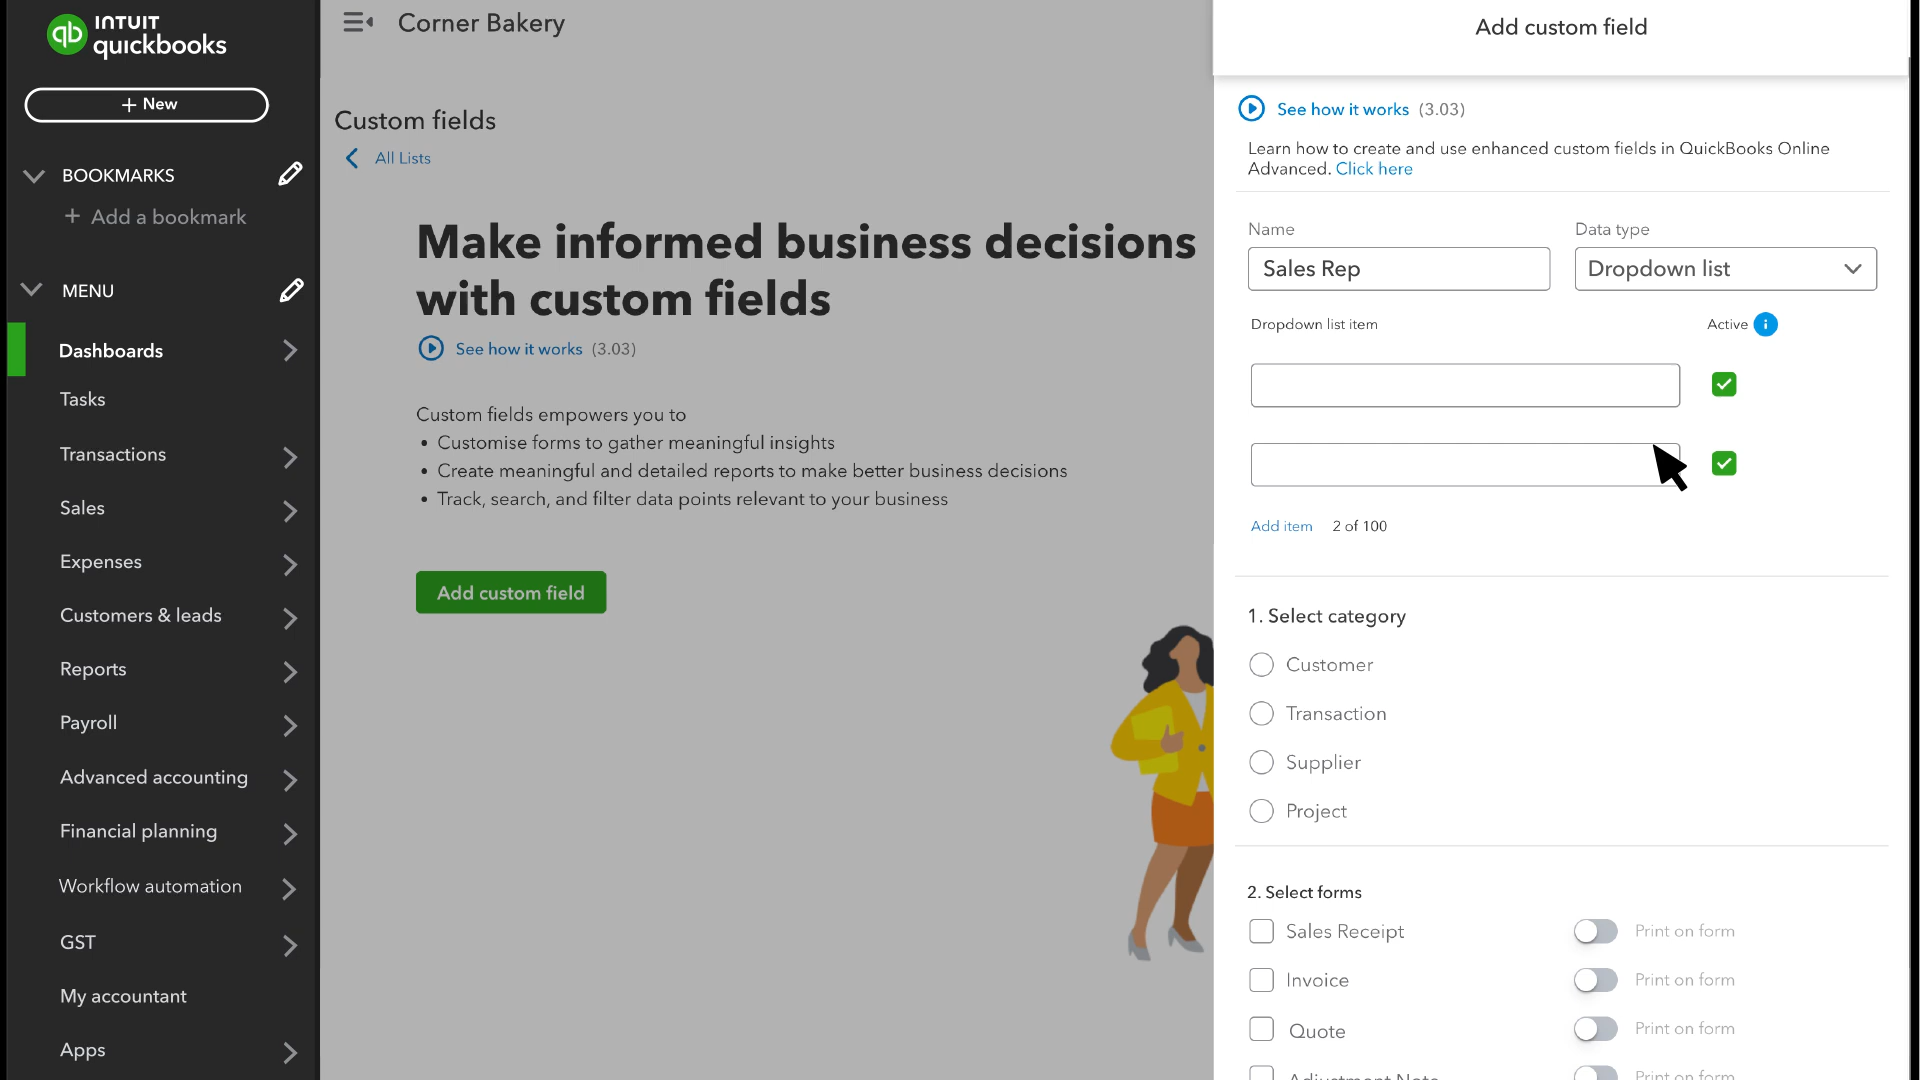 INTUIT
quickbooks
+ New
BOOKMARKS
+ Add a bookmark
MENU
Dashboards
Tasks
Transactions
Sales
Expenses
Customers & leads
Reports
Payroll
Advanced accounting
Financial planning
Workflow automation
GST
My accountant
Apps
Corner Bakery
Custom fields
All Lists
Make informed business decisions
with custom fields
See how it works (3.03)
Custom fields empowers you to
• Customise forms to gather meaningful insights
• Create meaningful and detailed reports to make better business decisions
• Track, search, and filter data points relevant to your business
Add custom field
Add custom field
See how it works (3.03)
Learn how to create and use enhanced custom fields in QuickBooks Online
Advanced. Click here
Name Data type
Sales Rep Dropdown list
Dropdown list item Active
Add item 2 of 100
1. Select category
Customer
Transaction
Supplier
Project
2. Select forms
Sales Receipt Print on form
Invoice Print on form
Quote Print on form
Adjustment Note Print on form